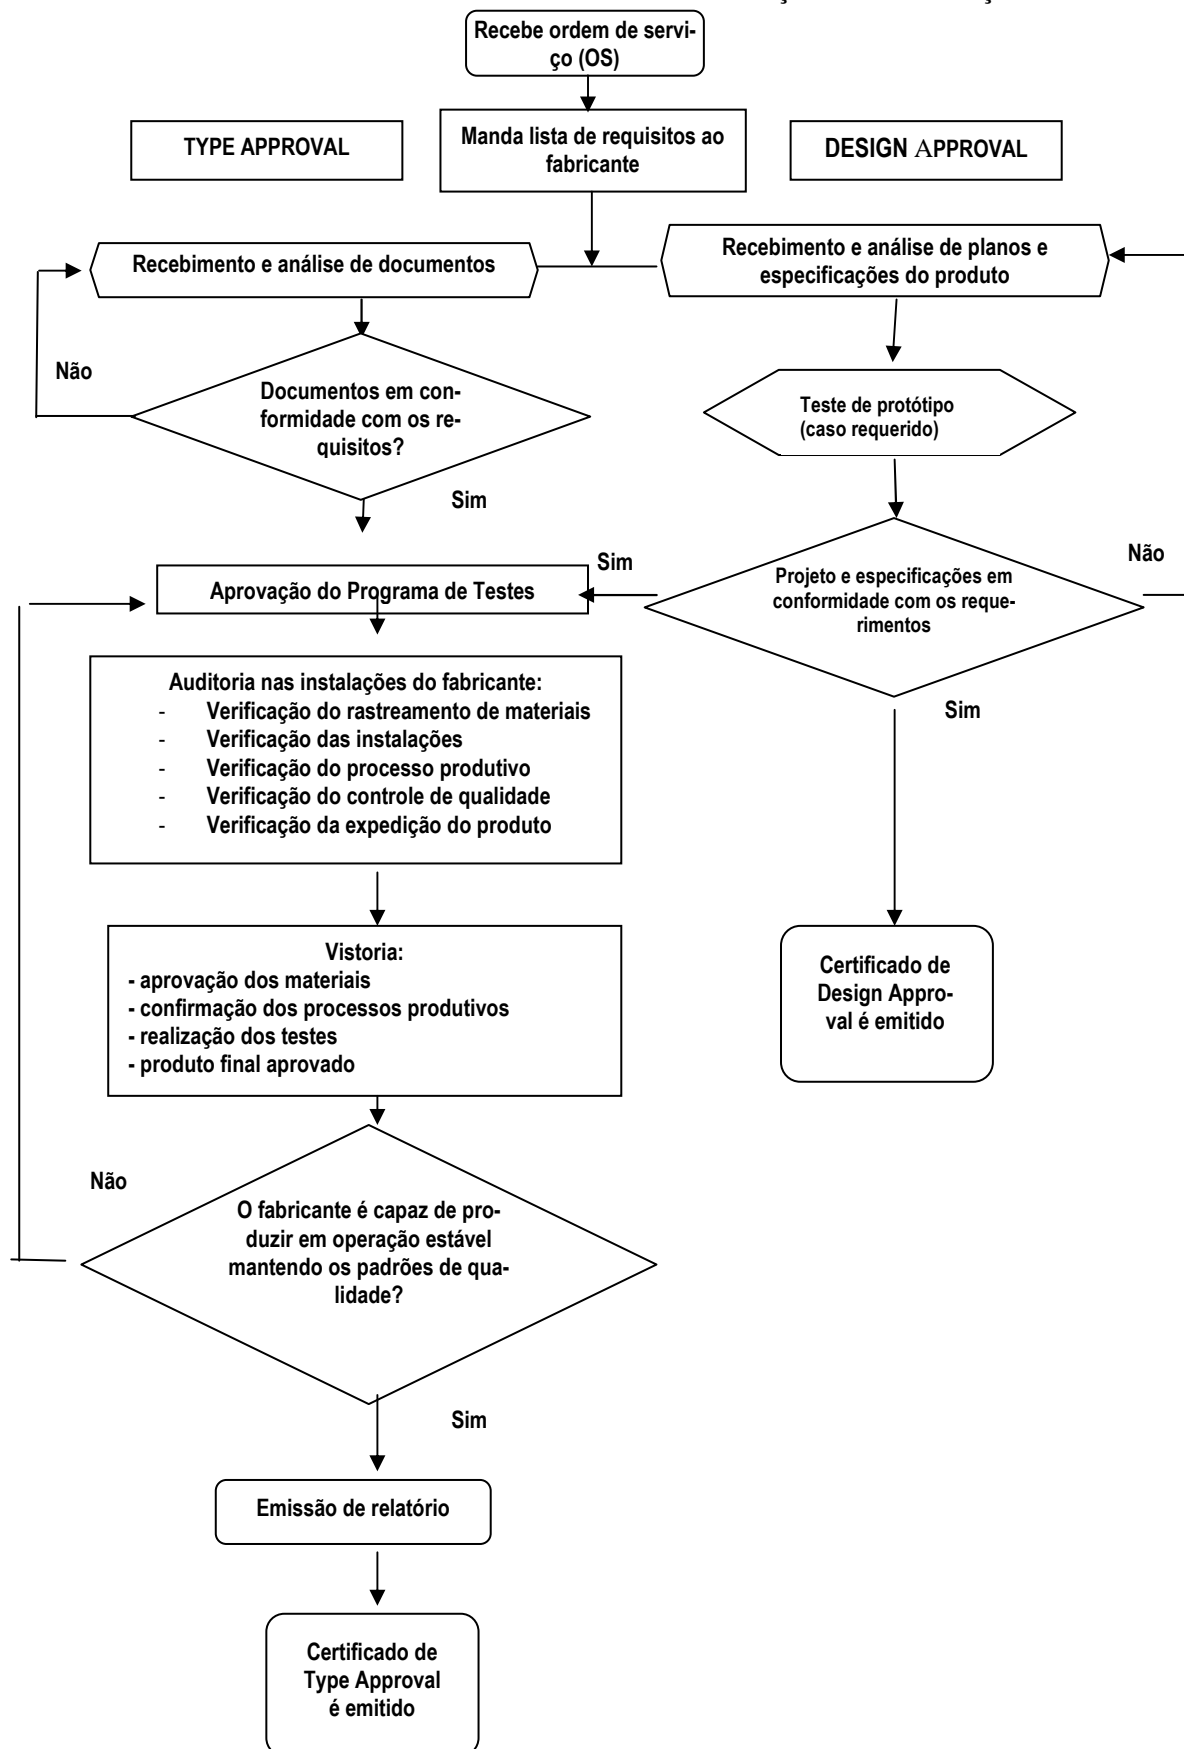 Recebe ordem de servi-
ço (OS)
TYPE APPROVAL
Manda lista de requisitos ao
fabricante
DESIGN APPROVAL
Recebimento e análise de documentos
Recebimento e análise de planos e
especificações do produto
Não
Documentos em con-
formidade com os re-
quisitos?
Teste de protótipo
(caso requerido)
Sim
Sim
Não
Aprovação do Programa de Testes
Projeto e especificações em
conformidade com os reque-
rimentos
Auditoria nas instalações do fabricante:
- Verificação do rastreamento de materiais
- Verificação das instalações
- Verificação do processo produtivo
- Verificação do controle de qualidade
- Verificação da expedição do produto
Sim
Vistoria:
- aprovação dos materiais
- confirmação dos processos produtivos
- realização dos testes
- produto final aprovado
Certificado de
Design Appro-
val é emitido
Não
O fabricante é capaz de pro-
duzir em operação estável
mantendo os padrões de qua-
lidade?
Sim
Emissão de relatório
Certificado de
Type Approval
é emitido